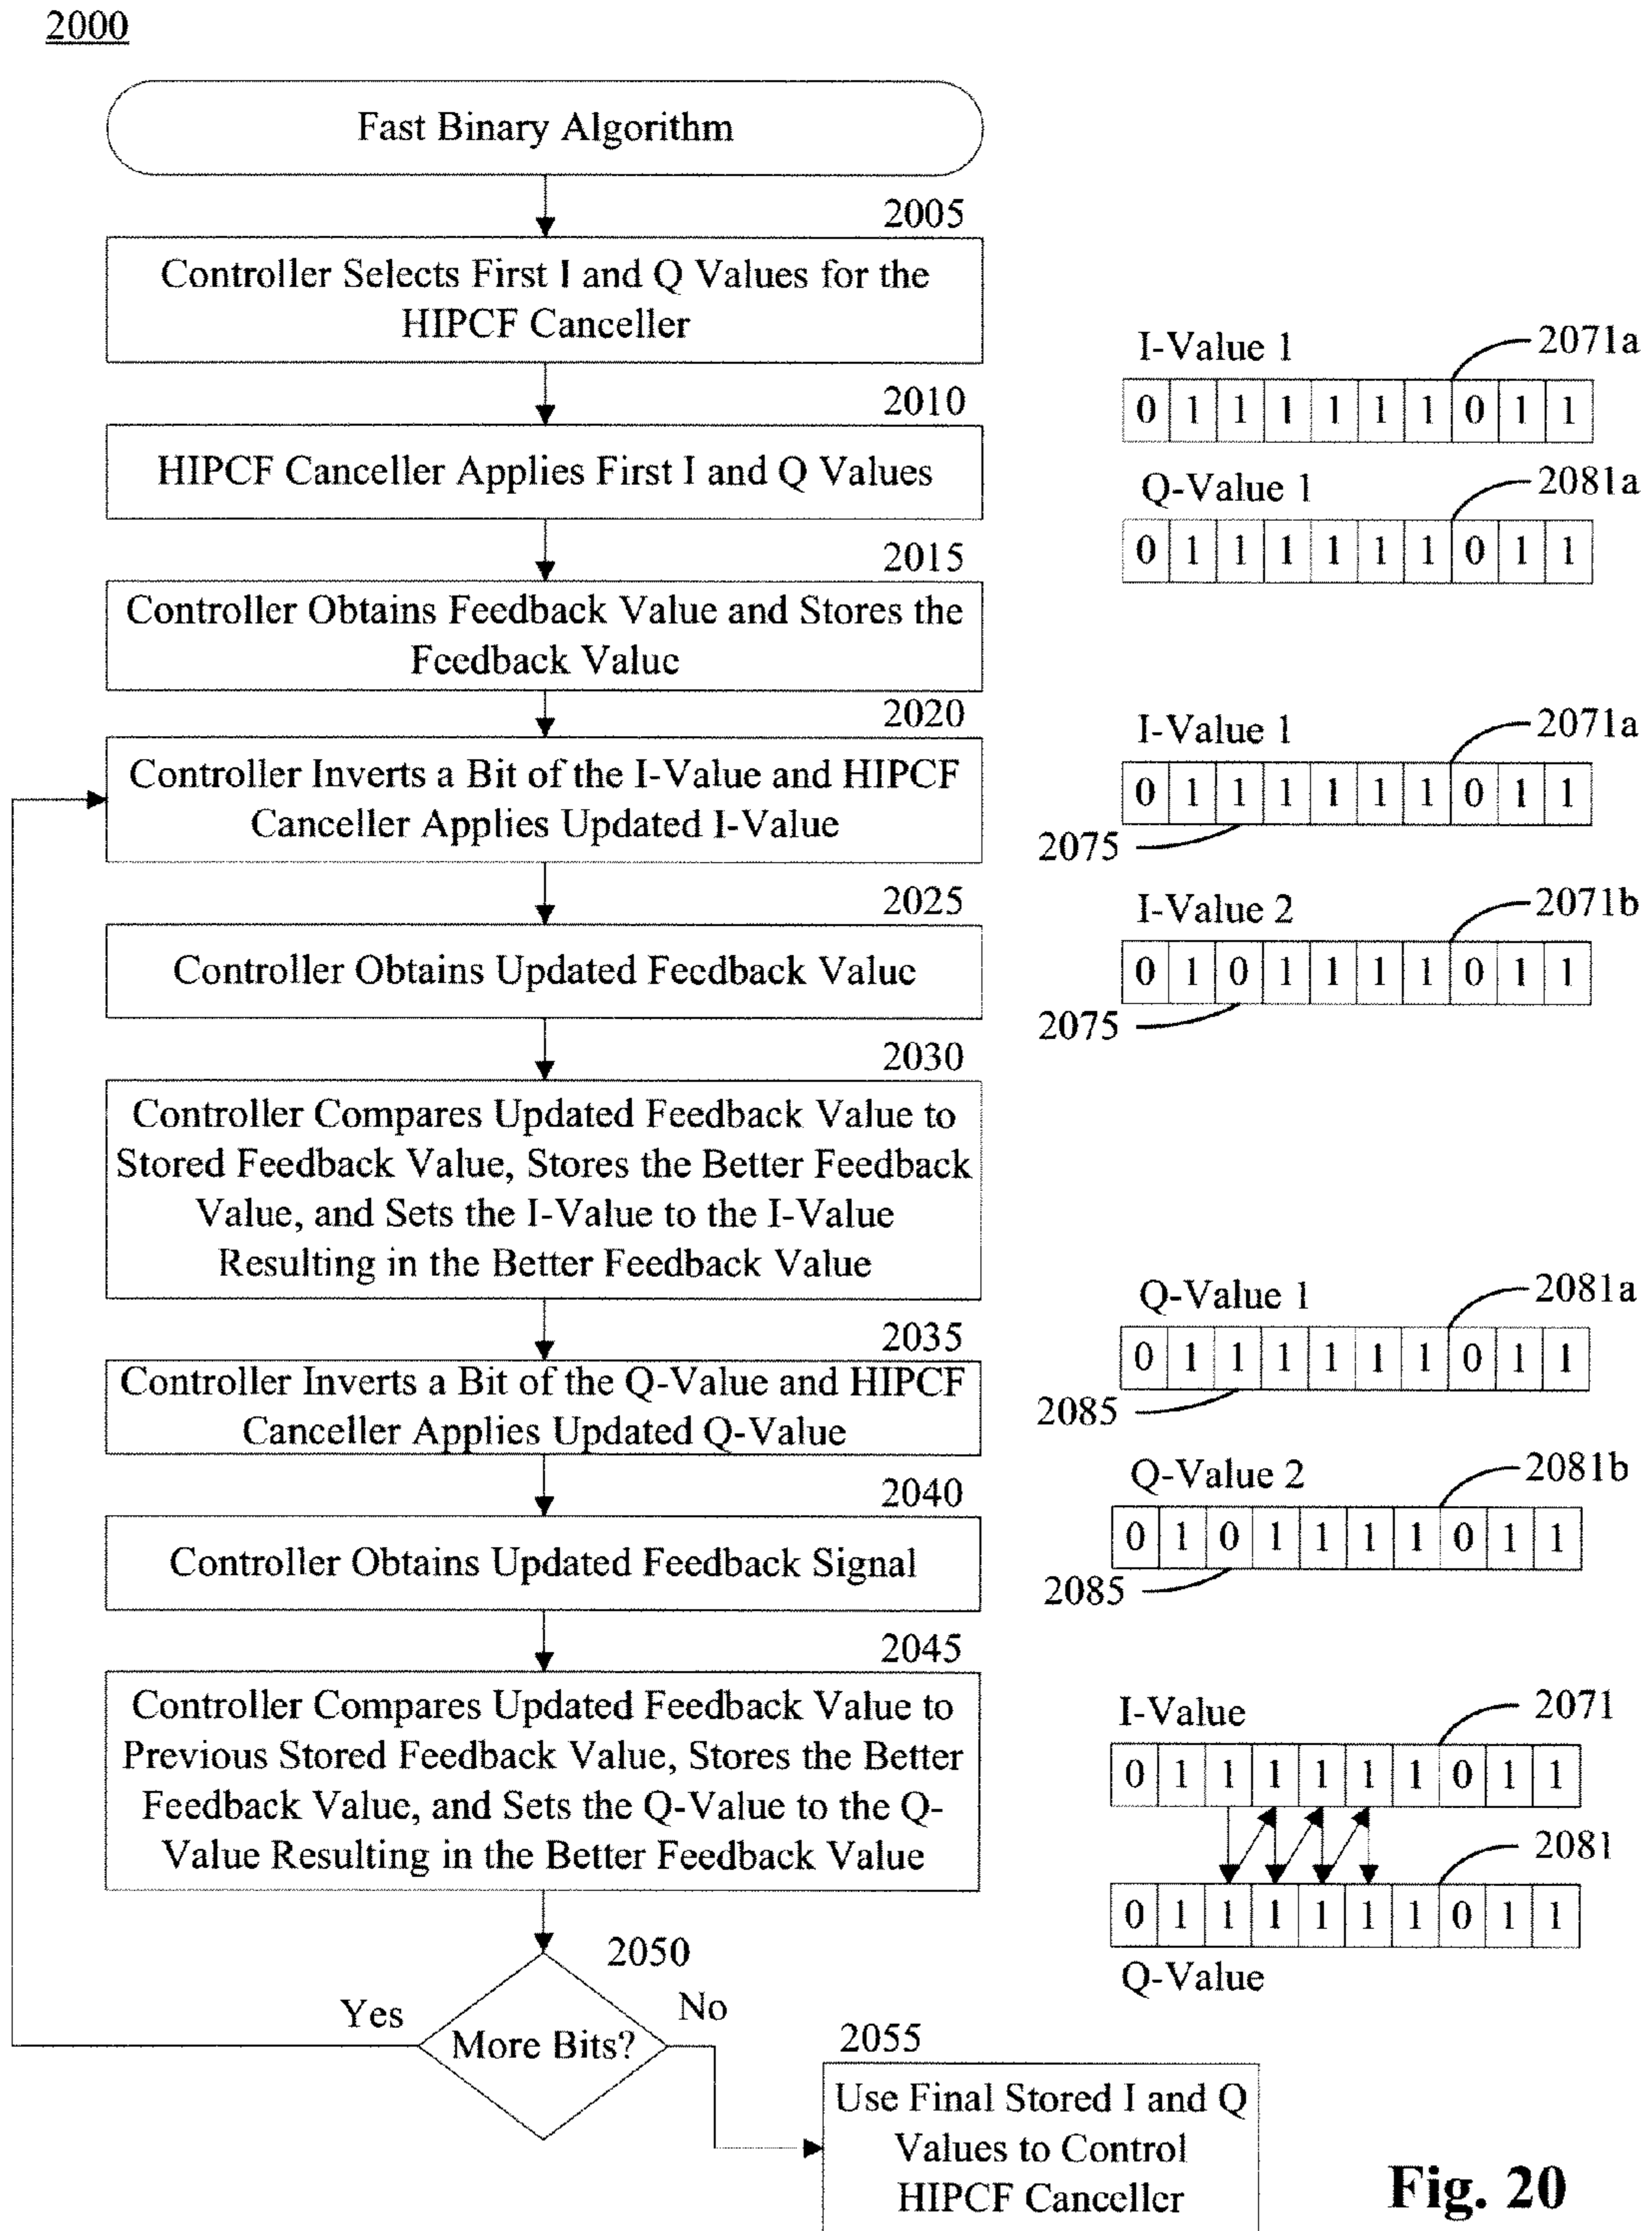 2000
Fast Binary Algorithm
2005
Controller Selects First I and Q Values for the
HIPCF Canceller
2010
HIPCF Canceller Applies First I and Q Values
2015
Controller Obtains Feedback Value and Stores the
Feedback Value
2020
Controller Inverts a Bit of the I-Value and HIPCF
Canceller Applies Updated I-Value
2025
Controller Obtains Updated Feedback Value
2030
Controller Compares Updated Feedback Value to
Stored Feedback Value, Stores the Better Feedback
Value, and Sets the I-Value to the I-Value
Resulting in the Better Feedback Value
2035
Controller Inverts a Bit of the Q-Value and HIPCF
Canceller Applies Updated Q-Value
2040
Controller Obtains Updated Feedback Signal
2045
Controller Compares Updated Feedback Value to
Previous Stored Feedback Value, Stores the Better
Feedback Value, and Sets the Q-Value to the Q-
Value Resulting in the Better Feedback Value
2050
Yes
More Bits?
No
2055
Use Final Stored I and Q
Values to Control
HIPCF Canceller
I-Value 1
2071a
0 1 1 1 1 1 1 0 1 1
Q-Value 1
2081a
0 1 1 1 1 1 1 0 1 1
I-Value 1
2071a
0 1 1 1 1 1 1 0 1 1
2075
I-Value 2
2071b
0 1 0 1 1 1 1 0 1 1
2075
Q-Value 1
2081a
0 1 1 1 1 1 1 0 1 1
2085
Q-Value 2
2081b
0 1 0 1 1 1 1 0 1 1
2085
I-Value
2071
0 1 1 1 1 1 1 0 1 1
2081
0 1 1 1 1 1 1 0 1 1
Q-Value
Fig. 20